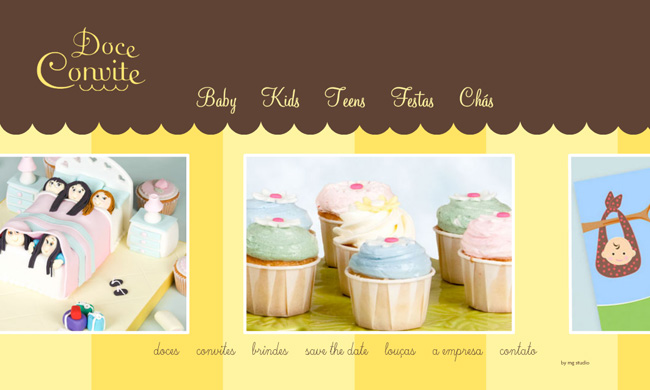 Doce
Convite
Baby Kids Teens Festas Chás
doces convites brindes save the date louças a empresa contato
by mg studio